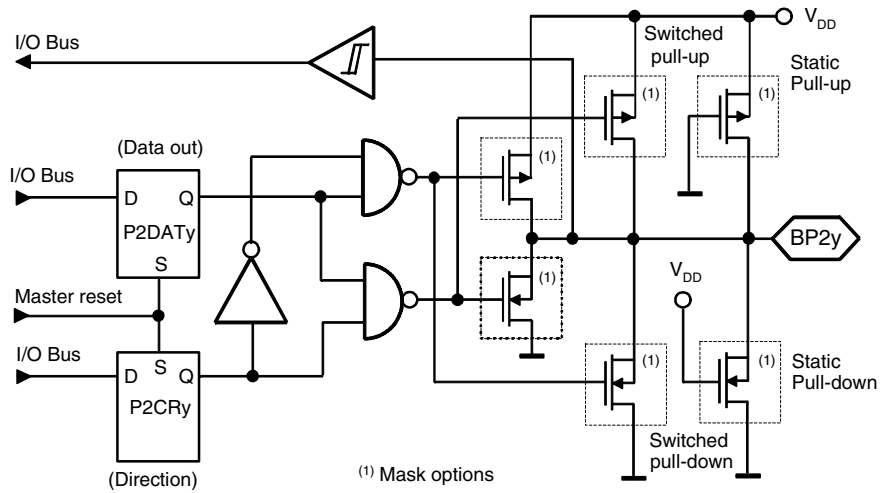 I/O Bus
Switched
pull-up
V_DD
Static
Pull-up
(1)
(1)
(Data out)
I/O Bus
D
Q
P2DATy
S
(1)
Master reset
BP2y
(1)
V_DD
I/O Bus
D
S
Q
P2CRy
(1)
(1)
Static
Pull-down
(Direction)
(1) Mask options
Switched
pull-down